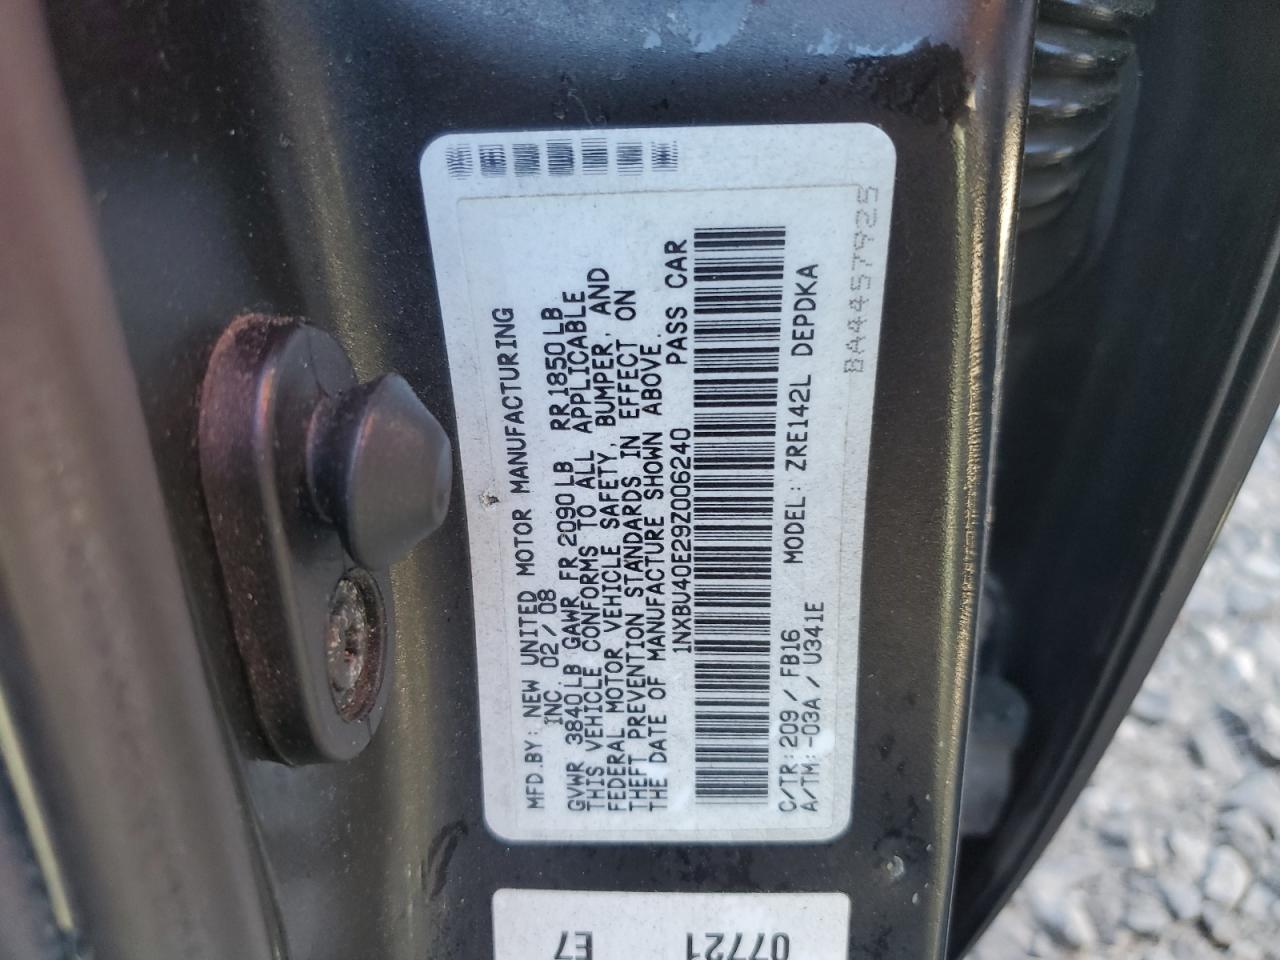 MFD.BY: NEW UNITED MOTOR MANUFACTURING
INC. 02/08
GVWR 3840LB GAWR FR 2090LB RR 1850LB
THIS VEHICLE CONFORMS TO ALL APPLICABLE
FEDERAL MOTOR VEHICLE SAFETY, BUMPER, AND
THEFT PREVENTION STANDARDS IN EFFECT ON
THE DATE OF MANUFACTURE SHOWN ABOVE.
1NXBU40E29Z006240 PASS CAR
C/TR:209/FB16 MODEL: ZRE142L DEPDKA
A/TM:-03A/U341E
BA4457925
E7
07721